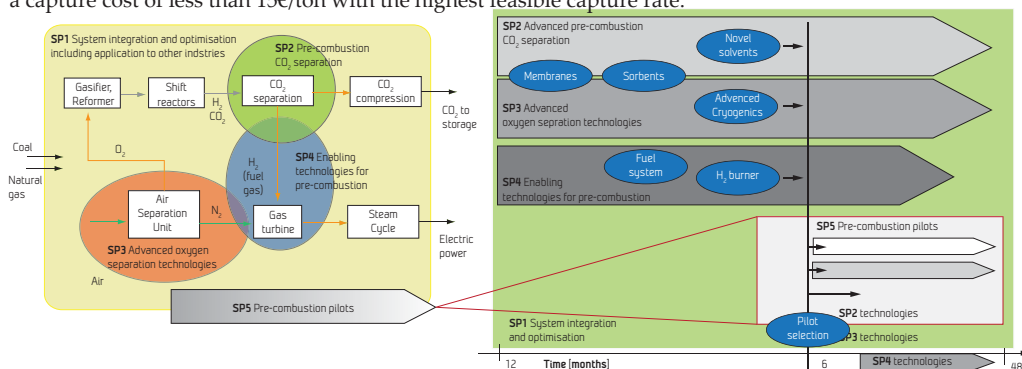 a capture cost of less than 15€/ton with the highest feasible capture rate.
SP1 System integration and optimisation
including application to other indstries
SP2 Pre-combustion
CO2 separation
Gasifier,
Reformer
Shift
reactors
H2
CO2
CO2
separation
CO2
compression
CO2 to
storage
Coal
Natural
gas
O2
H2
(fuel
gas)
SP4 Enabling
technologies for
pre-combustion
Air
Separation
Unit
N2
Gas
turbine
Steam
Cycle
Electric
power
SP3 Advanced oxygen
separation technologies
Air
SP5 Pre-combustion pilots
SP2 Advanced pre-combustion
CO2 separation
Novel
solvents
Membranes
Sorbents
SP3 Advanced
oxygen sepration technologies
Advanced
Cryogenics
Fuel
system
H2 burner
SP4 Enabling
technologies for pre-combustion
SP5 Pre-combustion pilots
SP2 technologies
Pilot
selection
SP3 technologies
SP1 System integration
and optimisation
12
Time [months]
6
SP4 technologies
48